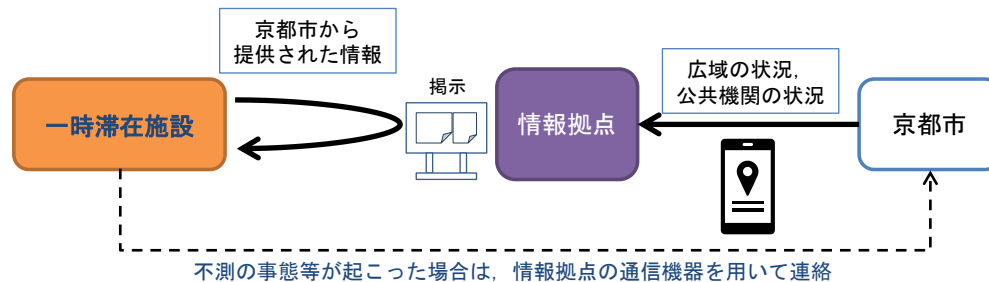 京都市から
提供された情報
広域の状況，
公共機関の状況
掲示
一時滞在施設
情報拠点
京都市
不測の事態等が起こった場合は，情報拠点の通信機器を用いて連絡